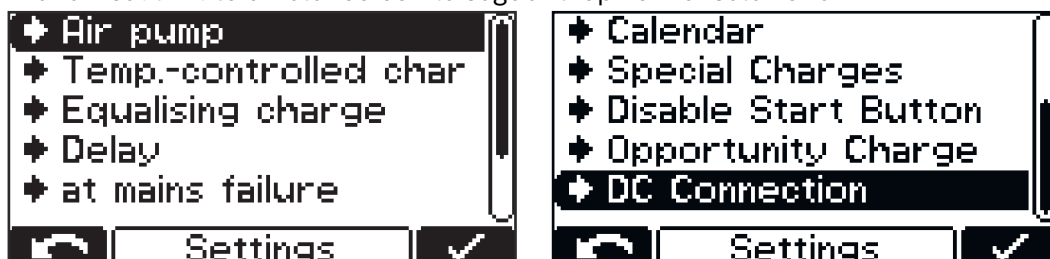 Air pump
Temp.-controlled char
Equalising charge
Delay
at mains failure
Settings
Calendar
Special Charges
Disable Start Button
Opportunity Charge
DC Connection
Settings